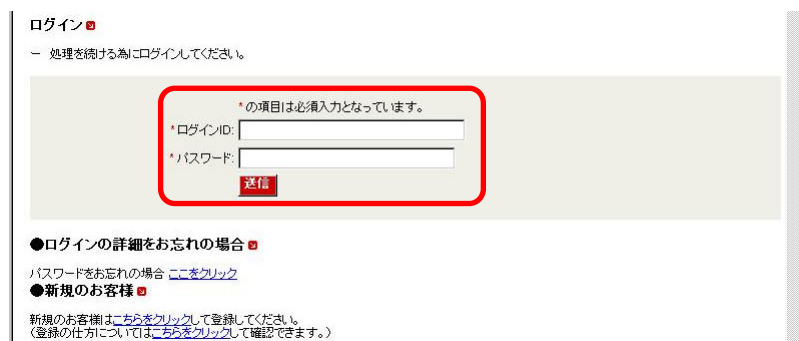 ログイン
ー 処理を続ける為にログインしてください。
*の項目は必須入力となっています。
*ログインID:
*パスワード:
送信
●ログインの詳細をお忘れの場合
パスワードをお忘れの場合 ここをクリック
●新規のお客様
新規のお客様はこちらをクリックして登録してください。
(登録の仕方についてはこちらをクリックして確認できます。)